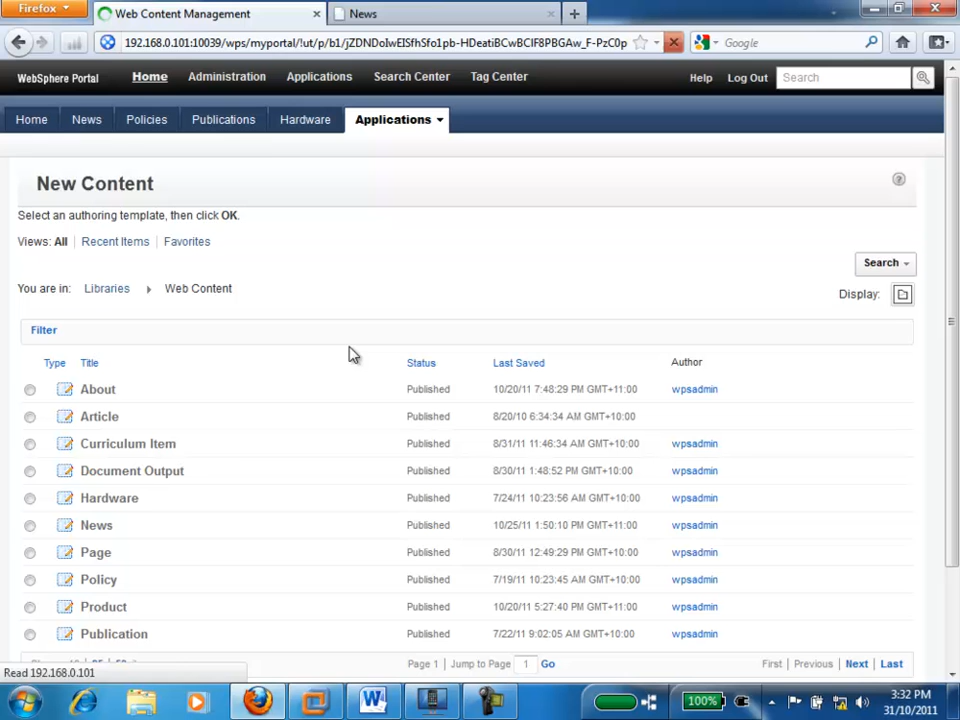 Firefox
Web Content Management
News
192.168.0.101:10039/wps/myportal/!ut/p/b1/jZDNDoIwEISfhSfo1pb-HDeatiBCwBCIF8PBGAw_F-PzC0p
Google
WebSphere Portal
Home Administration Applications Search Center Tag Center
Help Log Out Search
Home News Policies Publications Hardware Applications
New Content
Select an authoring template, then click OK.
Views: All Recent Items Favorites
Search
You are in: Libraries Web Content
Display:
Filter
Type Title Status Last Saved Author
About Published 10/20/11 7:48:29 PM GMT+11:00 wpsadmin
Article Published 8/20/10 6:34:34 AM GMT+10:00
Curriculum Item Published 8/31/11 11:46:34 AM GMT+10:00 wpsadmin
Document Output Published 8/30/11 1:48:52 PM GMT+10:00 wpsadmin
Hardware Published 7/24/11 10:23:56 AM GMT+10:00 wpsadmin
News Published 10/25/11 1:50:10 PM GMT+11:00 wpsadmin
Page Published 8/30/11 12:49:29 PM GMT+10:00 wpsadmin
Policy Published 7/19/11 10:23:45 AM GMT+10:00 wpsadmin
Product Published 10/20/11 5:27:40 PM GMT+11:00 wpsadmin
Publication Published 7/22/11 9:02:05 AM GMT+10:00 wpsadmin
Page 1 Jump to Page 1 Go First Previous Next Last
Read 192.168.0.101
100%
3:32 PM
31/10/2011